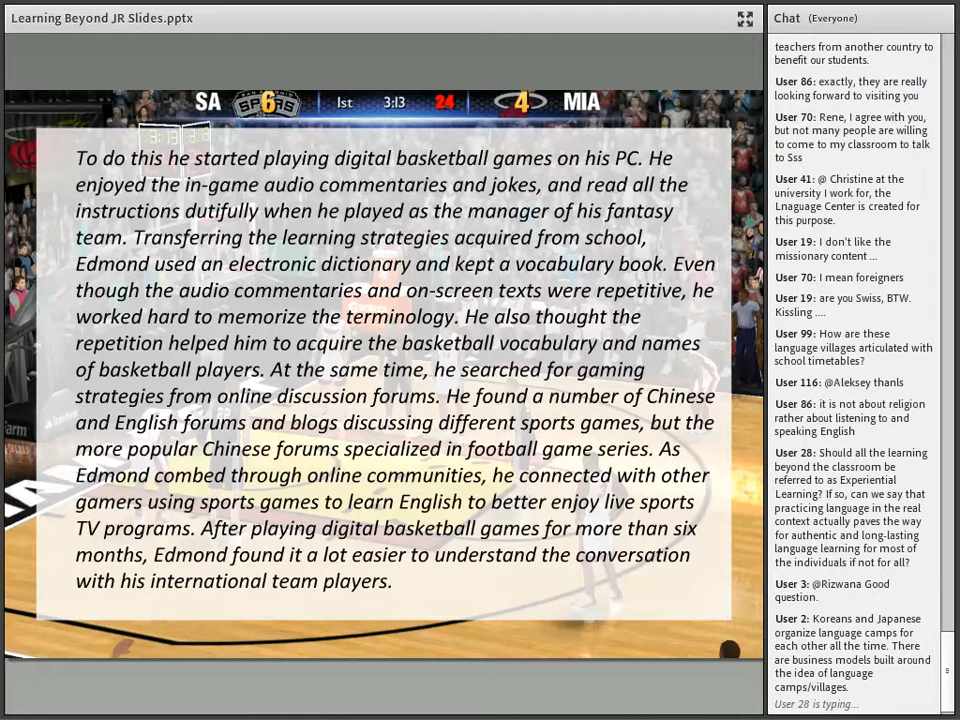 Learning Beyond JR Slides.pptx
SA
SPURS
6
1st
3:13
24
4
MIA
To do this he started playing digital basketball games on his PC. He
enjoyed the in-game audio commentaries and jokes, and read all the
instructions dutifully when he played as the manager of his fantasy
team. Transferring the learning strategies acquired from school,
Edmond used an electronic dictionary and kept a vocabulary book. Even
though the audio commentaries and on-screen texts were repetitive, he
worked hard to memorize the terminology. He also thought the
repetition helped him to acquire the basketball vocabulary and names
of basketball players. At the same time, he searched for gaming
strategies from online discussion forums. He found a number of Chinese
and English forums and blogs discussing different sports games, but the
more popular Chinese forums specialized in football game series. As
Edmond combed through online communities, he connected with other
gamers using sports games to learn English to better enjoy live sports
TV programs. After playing digital basketball games for more than six
months, Edmond found it a lot easier to understand the conversation
with his international team players.
Chat (Everyone)
teachers from another country to
benefit our students.
User 86: exactly, they are really
looking forward to visiting you
User 70: Rene, I agree with you,
but not many people are willing
to come to my classroom to talk
to Sss
User 41: @ Christine at the
university I work for, the
Lnaguage Center is created for
this purpose.
User 19: I don't like the
missionary content ...
User 70: I mean foreigners
User 19: are you Swiss, BTW.
Kissling ....
User 99: How are these
language villages articulated with
school timetables?
User 116: @Aleksey thanls
User 86: it is not about religion
rather about listening to and
speaking English
User 28: Should all the learning
beyond the classroom be
referred to as Experiential
Learning? If so, can we say that
practicing language in the real
context actually paves the way
for authentic and long-lasting
language learning for most of
the individuals if not for all?
User 3: @Rizwana Good
question.
User 2: Koreans and Japanese
organize language camps for
each other all the time. There
are business models built around
the idea of language
camps/villages.
User 28 is typing...